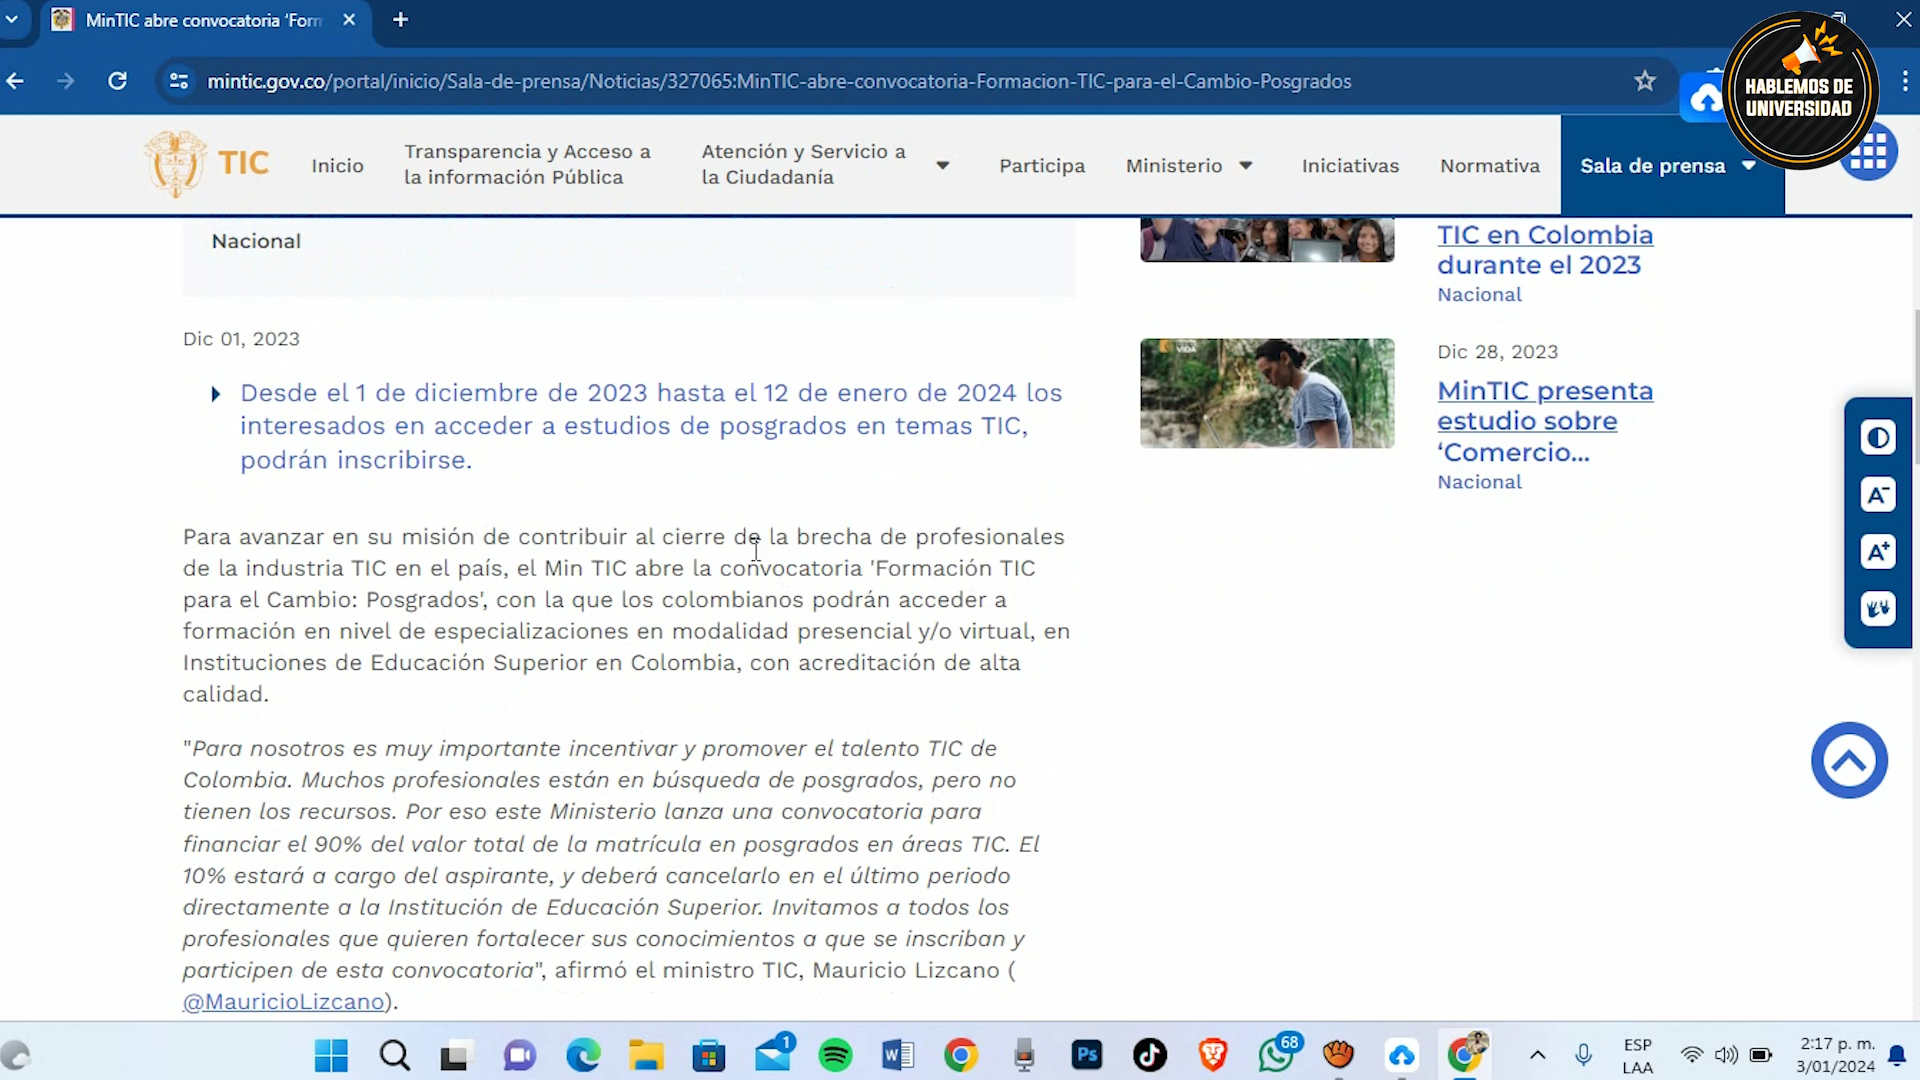 MinTIC abre convocatoria ‘Form
mintic.gov.co/portal/inicio/Sala-de-prensa/Noticias/327065:MinTIC-abre-convocatoria-Formacion-TIC-para-el-Cambio-Posgrados
HABLEMOS DE
UNIVERSIDAD
TIC
Inicio
Transparencia y Acceso a
la información Pública
Atención y Servicio a
la Ciudadanía
Participa
Ministerio
Iniciativas
Normativa
Sala de prensa
Nacional
Dic 01, 2023
Desde el 1 de diciembre de 2023 hasta el 12 de enero de 2024 los
interesados en acceder a estudios de posgrados en temas TIC,
podrán inscribirse.
Para avanzar en su misión de contribuir al cierre de la brecha de profesionales
de la industria TIC en el país, el Min TIC abre la convocatoria 'Formación TIC
para el Cambio: Posgrados', con la que los colombianos podrán acceder a
formación en nivel de especializaciones en modalidad presencial y/o virtual, en
Instituciones de Educación Superior en Colombia, con acreditación de alta
calidad.
"Para nosotros es muy importante incentivar y promover el talento TIC de
Colombia. Muchos profesionales están en búsqueda de posgrados, pero no
tienen los recursos. Por eso este Ministerio lanza una convocatoria para
financiar el 90% del valor total de la matrícula en posgrados en áreas TIC. El
10% estará a cargo del aspirante, y deberá cancelarlo en el último periodo
directamente a la Institución de Educación Superior. Invitamos a todos los
profesionales que quieren fortalecer sus conocimientos a que se inscriban y
participen de esta convocatoria", afirmó el ministro TIC, Mauricio Lizcano (
@MauricioLizcano).
TIC en Colombia
durante el 2023
Nacional
VIDA
Dic 28, 2023
MinTIC presenta
estudio sobre
‘Comercio...
Nacional
A-
A+
1
W
Ps
68
ESP
LAA
2:17 p. m.
3/01/2024